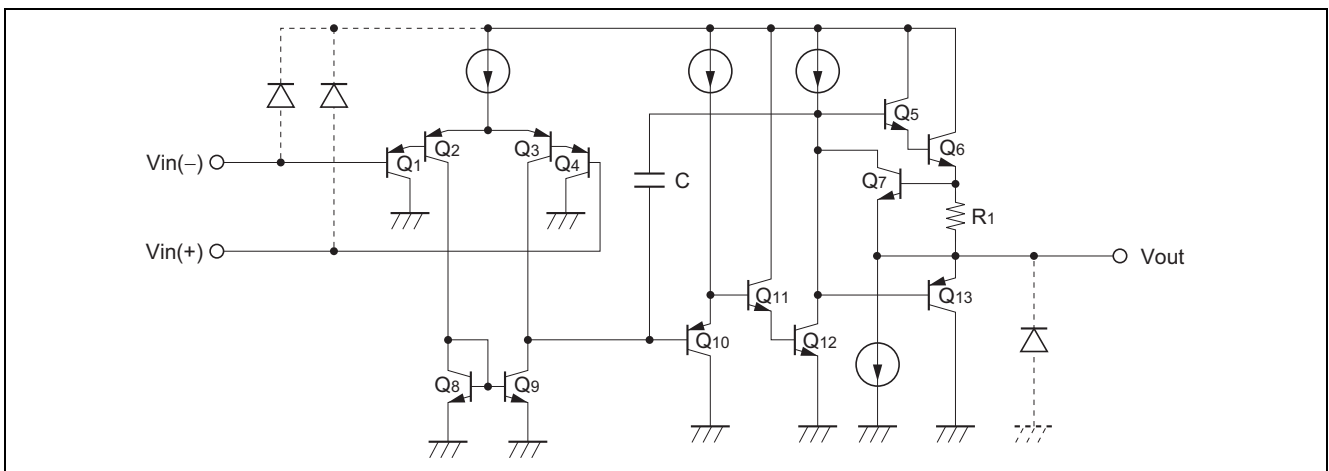 Vin(−)
Vin(+)
Q1
Q2
Q3
Q4
C
Q5
Q6
Q7
R1
Vout
Q8
Q9
Q10
Q11
Q12
Q13